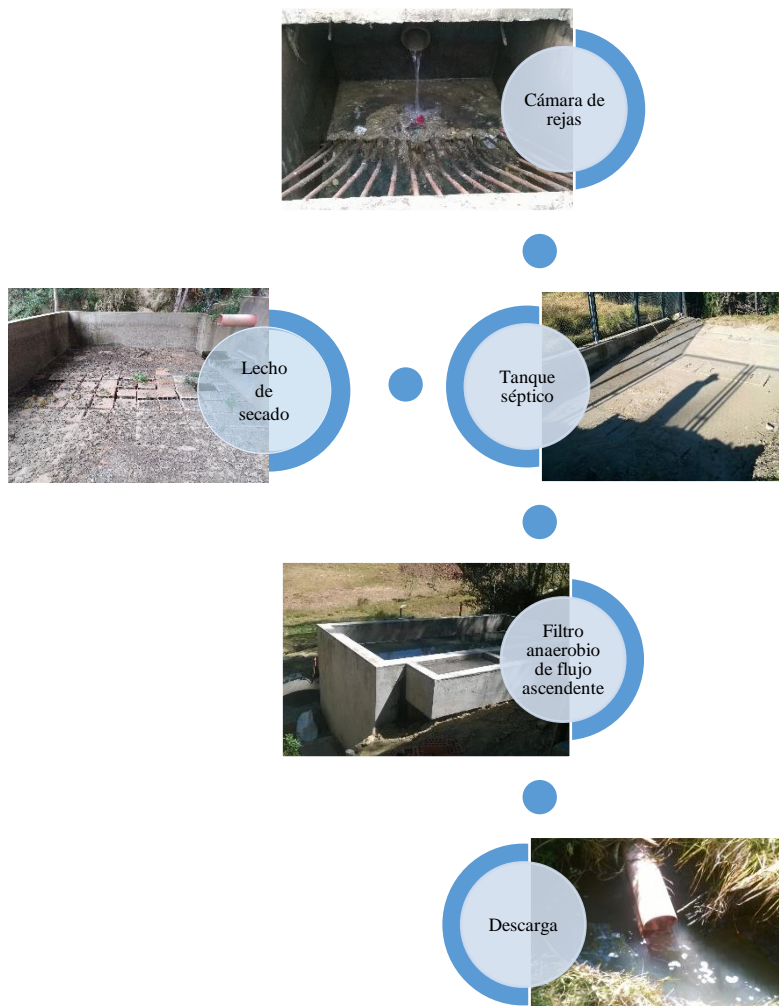 Cámara de
rejas
Lecho
de
secado
Tanque
séptico
Filtro
anaerobio
de flujo
ascendente
Descarga